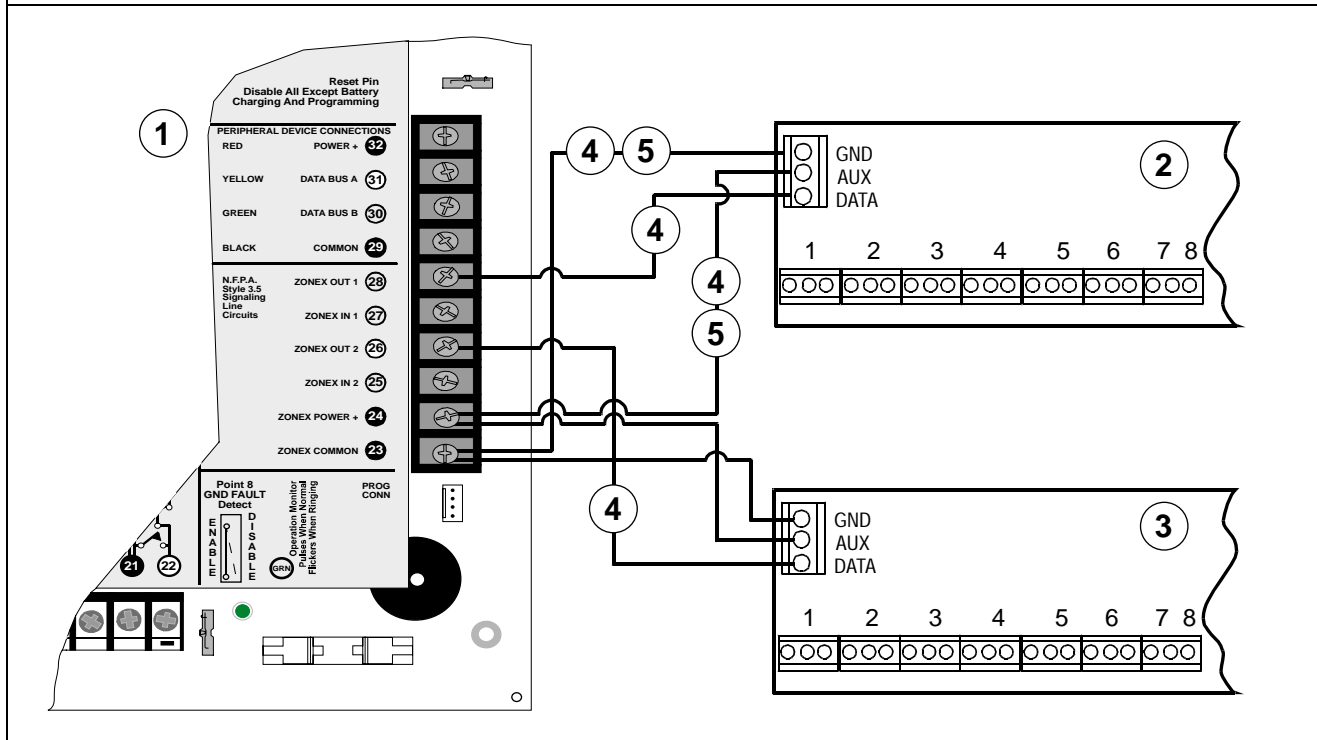 Reset Pin
Disable All Except Battery
Charging And Programming
1
PERIPHERAL DEVICE CONNECTIONS
RED POWER + 32
YELLOW DATA BUS A 31
GREEN DATA BUS B 30
BLACK COMMON 29
N.F.P.A.
Style 3.5
Signaling
Line
Circuits
ZONEX OUT 1 28
ZONEX IN 1 27
ZONEX OUT 2 26
ZONEX IN 2 25
ZONEX POWER + 24
ZONEX COMMON 23
Point 8
GND FAULT
Detect
ENABLE
DISABLE
Operation Monitor
Pulses When Normal
Flickers When Ringing
GRN
PROG
CONN
21 22
4 5
4
4
5
4
GND
AUX
DATA
2
1 2 3 4 5 6 7 8
GND
AUX
DATA
3
1 2 3 4 5 6 7 8